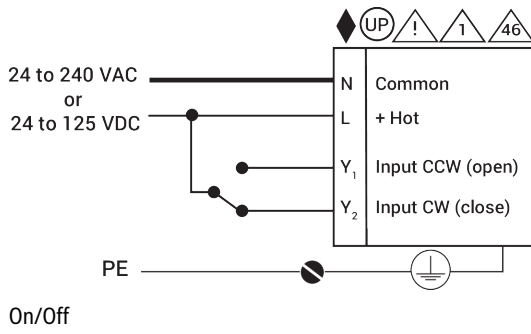 UP ! 1 46
24 to 240 VAC
or
24 to 125 VDC
N Common
L + Hot
Y₁ Input CCW (open)
Y₂ Input CW (close)
PE
On/Off